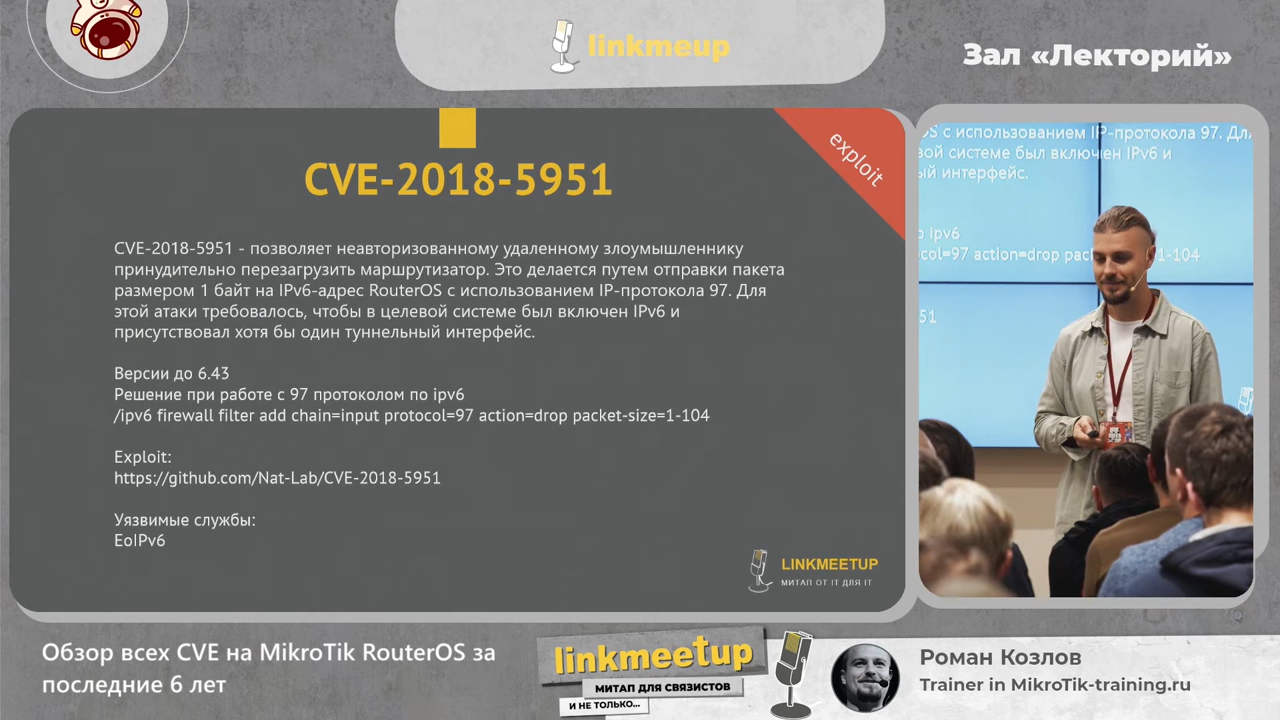 linkmeup
Зал «Лекторий»
exploit
CVE-2018-5951
CVE-2018-5951 - позволяет неавторизованному удаленному злоумышленнику
принудительно перезагрузить маршрутизатор. Это делается путем отправки пакета
размером 1 байт на IPv6-адрес RouterOS с использованием IP-протокола 97. Для
этой атаки требовалось, чтобы в целевой системе был включен IPv6 и
присутствовал хотя бы один туннельный интерфейс.
Версии до 6.43
Решение при работе с 97 протоколом по ipv6
/ipv6 firewall filter add chain=input protocol=97 action=drop packet-size=1-104
Exploit:
https://github.com/Nat-Lab/CVE-2018-5951
Уязвимые службы:
EoIPv6
LINKMEETUP
МИТАП ОТ IT ДЛЯ IT
OS с использованием IP-протокола 97. Дл
вой системе был включен IPv6 и
ый интерфейс.
о ipv6
col=97 action=drop pac 1-104
51
Обзор всех CVE на MikroTik RouterOS за
последние 6 лет
linkmeetup
МИТАП ДЛЯ СВЯЗИСТОВ
И НЕ ТОЛЬКО...
Роман Козлов
Trainer in MikroTik-training.ru